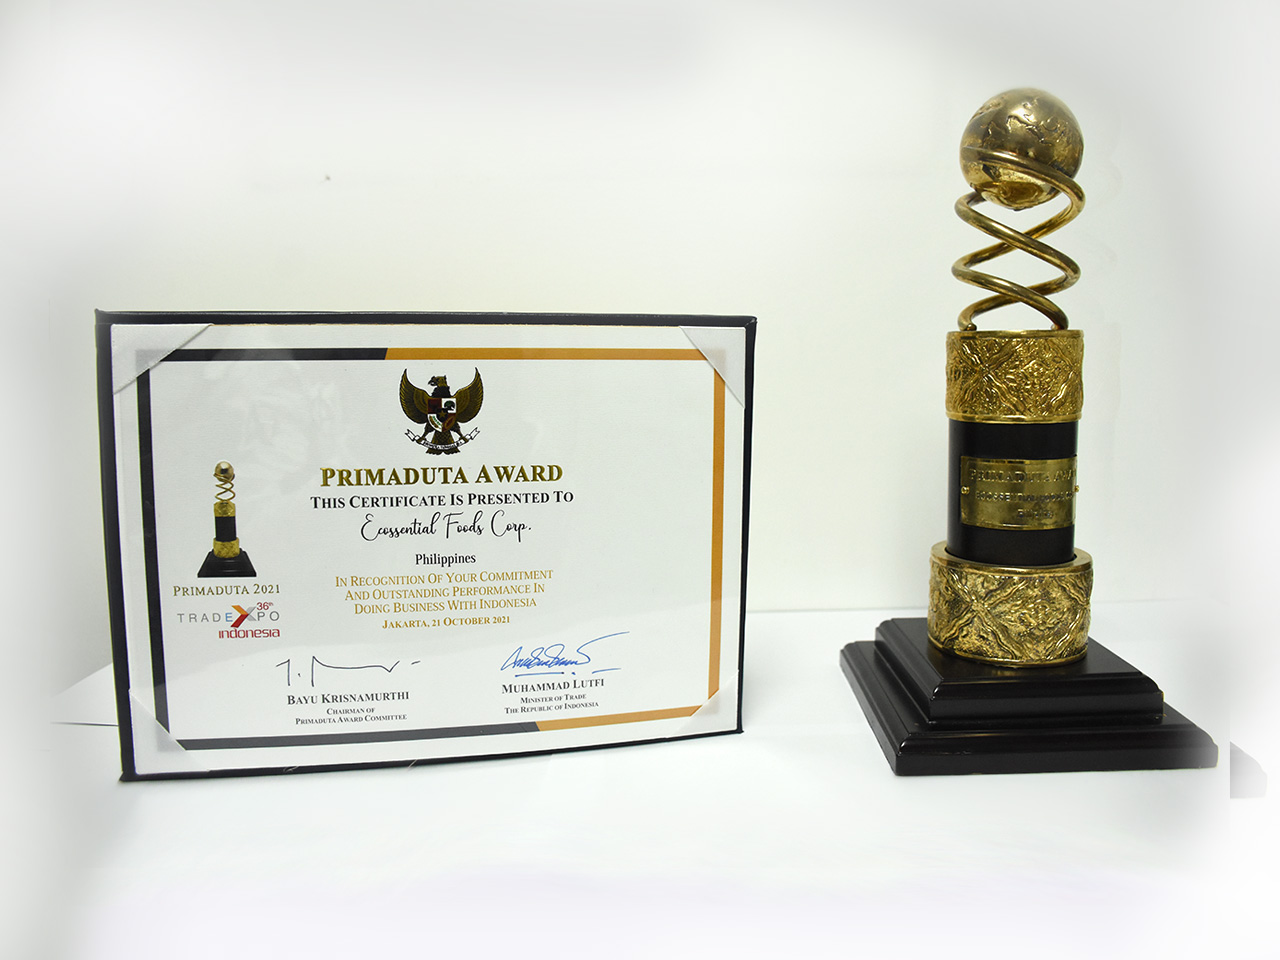 PRIMADUTA AWARD
THIS CERTIFICATE IS PRESENTED TO
Ecossential Foods Corp.
Philippines
IN RECOGNITION OF YOUR COMMITMENT
AND OUTSTANDING PERFORMANCE IN
DOING BUSINESS WITH INDONESIA
JAKARTA, 21 OCTOBER 2021
PRIMADUTA 2021
36th
TRADE XPO
indonesia
BAYU KRISNAMURTHI
CHAIRMAN OF
PRIMADUTA AWARD COMMITTEE
MUHAMMAD LUTFI
MINISTER OF TRADE
THE REPUBLIC OF INDONESIA
PRIMADUTA